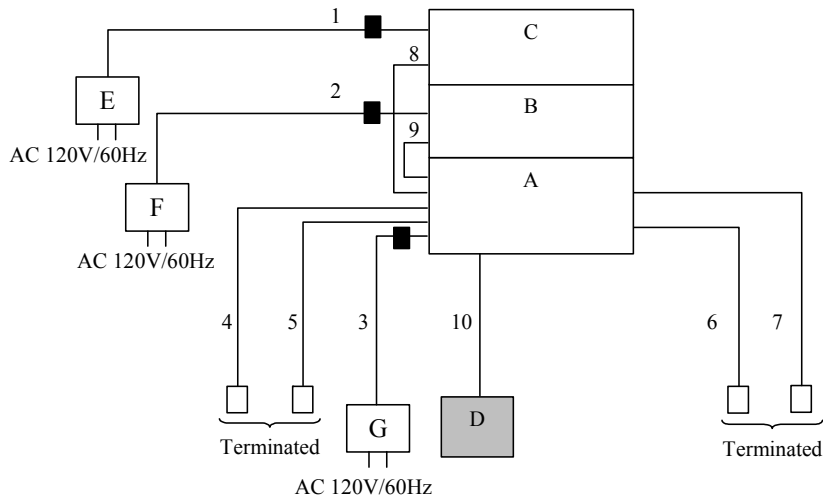 1
C
8
E
2
B
9
AC 120V/60Hz
A
F
AC 120V/60Hz
4
5
3
10
6
7
D
G
Terminated
Terminated
AC 120V/60Hz